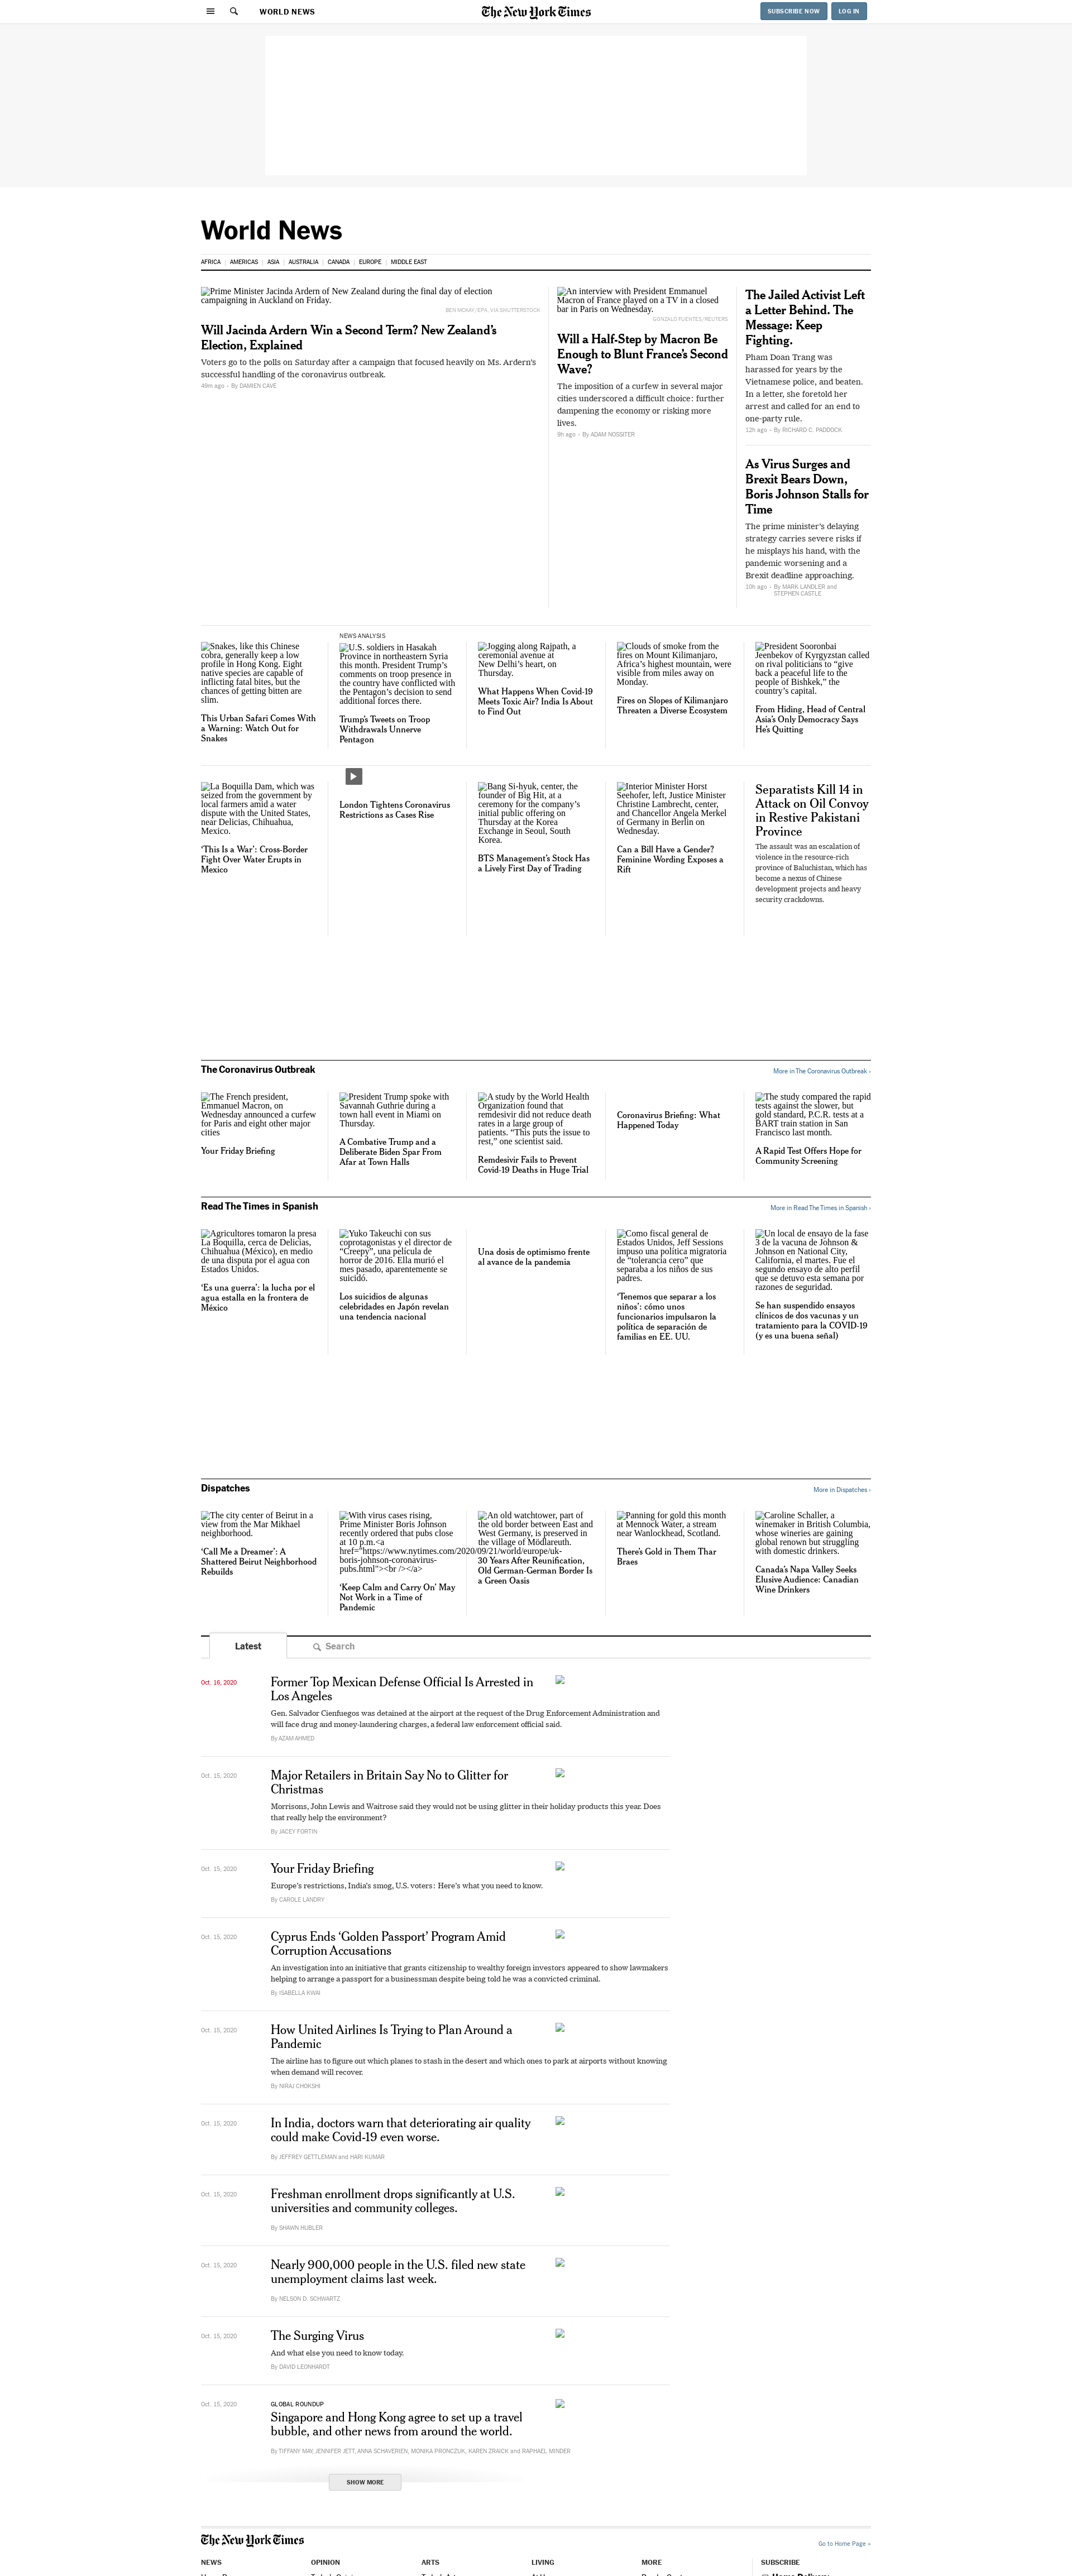 WORLD NEWS
The New York Times
SUBSCRIBE NOW
LOG IN
World News
AFRICA
AMERICAS
ASIA
AUSTRALIA
CANADA
EUROPE
MIDDLE EAST
Prime Minister Jacinda Ardern of New Zealand during the final day of election
campaigning in Auckland on Friday.
BEN MCKAY/EPA, VIA SHUTTERSTOCK
Will Jacinda Ardern Win a Second Term? New Zealand’s
Election, Explained
Voters go to the polls on Saturday after a campaign that focused heavily on Ms. Ardern’s
successful handling of the coronavirus outbreak.
49m ago - By DAMIEN CAVE
An interview with President Emmanuel
Macron of France played on a TV in a closed
bar in Paris on Wednesday.
GONZALO FUENTES/REUTERS
Will a Half-Step by Macron Be
Enough to Blunt France’s Second
Wave?
The imposition of a curfew in several major
cities underscored a difficult choice: further
dampening the economy or risking more
lives.
9h ago - By ADAM NOSSITER
The Jailed Activist Left
a Letter Behind. The
Message: Keep
Fighting.
Pham Doan Trang was
harassed for years by the
Vietnamese police, and beaten.
In a letter, she foretold her
arrest and called for an end to
one-party rule.
12h ago - By RICHARD C. PADDOCK
As Virus Surges and
Brexit Bears Down,
Boris Johnson Stalls for
Time
The prime minister’s delaying
strategy carries severe risks if
he misplays his hand, with the
pandemic worsening and a
Brexit deadline approaching.
10h ago - By MARK LANDLER and
STEPHEN CASTLE
Snakes, like this Chinese
cobra, generally keep a low
profile in Hong Kong. Eight
native species are capable of
inflicting fatal bites, but the
chances of getting bitten are
slim.
This Urban Safari Comes With
a Warning: Watch Out for
Snakes
NEWS ANALYSIS
U.S. soldiers in Hasakah
Province in northeastern Syria
this month. President Trump’s
comments on troop presence in
the country have conflicted with
the Pentagon’s decision to send
additional forces there.
Trump’s Tweets on Troop
Withdrawals Unnerve
Pentagon
Jogging along Rajpath, a
ceremonial avenue at
New Delhi’s heart, on
Thursday.
What Happens When Covid-19
Meets Toxic Air? India Is About
to Find Out
Clouds of smoke from the
fires on Mount Kilimanjaro,
Africa’s highest mountain, were
visible from miles away on
Monday.
Fires on Slopes of Kilimanjaro
Threaten a Diverse Ecosystem
President Sooronbai
Jeenbekov of Kyrgyzstan called
on rival politicians to “give
back a peaceful life to the
people of Bishkek,” the
country’s capital.
From Hiding, Head of Central
Asia’s Only Democracy Says
He’s Quitting
La Boquilla Dam, which was
seized from the government by
local farmers amid a water
dispute with the United States,
near Delicias, Chihuahua,
Mexico.
‘This Is a War’: Cross-Border
Fight Over Water Erupts in
Mexico
London Tightens Coronavirus
Restrictions as Cases Rise
Bang Si-hyuk, center, the
founder of Big Hit, at a
ceremony for the company’s
initial public offering on
Thursday at the Korea
Exchange in Seoul, South
Korea.
BTS Management’s Stock Has
a Lively First Day of Trading
Interior Minister Horst
Seehofer, left, Justice Minister
Christine Lambrecht, center,
and Chancellor Angela Merkel
of Germany in Berlin on
Wednesday.
Can a Bill Have a Gender?
Feminine Wording Exposes a
Rift
Separatists Kill 14 in
Attack on Oil Convoy
in Restive Pakistani
Province
The assault was an escalation of
violence in the resource-rich
province of Baluchistan, which has
become a nexus of Chinese
development projects and heavy
security crackdowns.
The Coronavirus Outbreak
More in The Coronavirus Outbreak ›
The French president,
Emmanuel Macron, on
Wednesday announced a curfew
for Paris and eight other major
cities
Your Friday Briefing
President Trump spoke with
Savannah Guthrie during a
town hall event in Miami on
Thursday.
A Combative Trump and a
Deliberate Biden Spar From
Afar at Town Halls
A study by the World Health
Organization found that
remdesivir did not reduce death
rates in a large group of
patients. “This puts the issue to
rest,” one scientist said.
Remdesivir Fails to Prevent
Covid-19 Deaths in Huge Trial
Coronavirus Briefing: What
Happened Today
The study compared the rapid
tests against the slower, but
gold standard, P.C.R. tests at a
BART train station in San
Francisco last month.
A Rapid Test Offers Hope for
Community Screening
Read The Times in Spanish
More in Read The Times in Spanish ›
Agricultores tomaron la presa
La Boquilla, cerca de Delicias,
Chihuahua (México), en medio
de una disputa por el agua con
Estados Unidos.
‘Es una guerra’: la lucha por el
agua estalla en la frontera de
México
Yuko Takeuchi con sus
coprotagonistas y el director de
“Creepy”, una película de
horror de 2016. Ella murió el
mes pasado, aparentemente se
suicidó.
Los suicidios de algunas
celebridades en Japón revelan
una tendencia nacional
Una dosis de optimismo frente
al avance de la pandemia
Como fiscal general de
Estados Unidos, Jeff Sessions
impuso una política migratoria
de “tolerancia cero” que
separaba a los niños de sus
padres.
‘Tenemos que separar a los
niños’: cómo unos
funcionarios impulsaron la
política de separación de
familias en EE. UU.
Un local de ensayo de la fase
3 de la vacuna de Johnson &
Johnson en National City,
California, el martes. Fue el
segundo ensayo de alto perfil
que se detuvo esta semana por
razones de seguridad.
Se han suspendido ensayos
clínicos de dos vacunas y un
tratamiento para la COVID-19
(y es una buena señal)
Dispatches
More in Dispatches ›
The city center of Beirut in a
view from the Mar Mikhael
neighborhood.
‘Call Me a Dreamer’: A
Shattered Beirut Neighborhood
Rebuilds
With virus cases rising,
Prime Minister Boris Johnson
recently ordered that pubs close
at 10 p.m.<a
href="https://www.nytimes.com/2020/09/21/world/europe/uk-
boris-johnson-coronavirus-
pubs.html"><br /></a>
‘Keep Calm and Carry On’ May
Not Work in a Time of
Pandemic
An old watchtower, part of
the old border between East and
West Germany, is preserved in
the village of Mödlareuth.
30 Years After Reunification,
Old German-German Border Is
a Green Oasis
Panning for gold this month
at Mennock Water, a stream
near Wanlockhead, Scotland.
There’s Gold in Them Thar
Braes
Caroline Schaller, a
winemaker in British Columbia,
whose wineries are gaining
global renown but struggling
with domestic drinkers.
Canada’s Napa Valley Seeks
Elusive Audience: Canadian
Wine Drinkers
Latest
Search
Oct. 16, 2020
Former Top Mexican Defense Official Is Arrested in
Los Angeles
Gen. Salvador Cienfuegos was detained at the airport at the request of the Drug Enforcement Administration and
will face drug and money-laundering charges, a federal law enforcement official said.
By AZAM AHMED
Oct. 15, 2020
Major Retailers in Britain Say No to Glitter for
Christmas
Morrisons, John Lewis and Waitrose said they would not be using glitter in their holiday products this year. Does
that really help the environment?
By JACEY FORTIN
Oct. 15, 2020
Your Friday Briefing
Europe’s restrictions, India’s smog, U.S. voters: Here’s what you need to know.
By CAROLE LANDRY
Oct. 15, 2020
Cyprus Ends ‘Golden Passport’ Program Amid
Corruption Accusations
An investigation into an initiative that grants citizenship to wealthy foreign investors appeared to show lawmakers
helping to arrange a passport for a businessman despite being told he was a convicted criminal.
By ISABELLA KWAI
Oct. 15, 2020
How United Airlines Is Trying to Plan Around a
Pandemic
The airline has to figure out which planes to stash in the desert and which ones to park at airports without knowing
when demand will recover.
By NIRAJ CHOKSHI
Oct. 15, 2020
In India, doctors warn that deteriorating air quality
could make Covid-19 even worse.
By JEFFREY GETTLEMAN and HARI KUMAR
Oct. 15, 2020
Freshman enrollment drops significantly at U.S.
universities and community colleges.
By SHAWN HUBLER
Oct. 15, 2020
Nearly 900,000 people in the U.S. filed new state
unemployment claims last week.
By NELSON D. SCHWARTZ
Oct. 15, 2020
The Surging Virus
And what else you need to know today.
By DAVID LEONHARDT
Oct. 15, 2020
GLOBAL ROUNDUP
Singapore and Hong Kong agree to set up a travel
bubble, and other news from around the world.
By TIFFANY MAY, JENNIFER JETT, ANNA SCHAVERIEN, MONIKA PRONCZUK, KAREN ZRAICK and RAPHAEL MINDER
SHOW MORE
The New York Times
Go to Home Page »
NEWS
OPINION
ARTS
LIVING
MORE
SUBSCRIBE